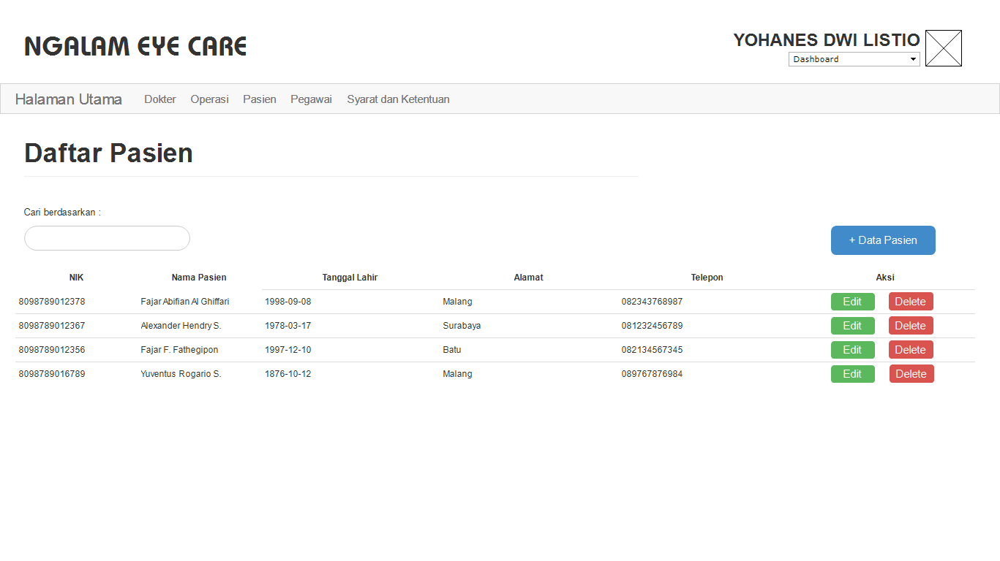 NGALAM EYE CARE
YOHANES DWI LISTIO
Dashboard
Halaman Utama Dokter Operasi Pasien Pegawai Syarat dan Ketentuan
Daftar Pasien
Cari berdasarkan :
+ Data Pasien
NIK Nama Pasien Tanggal Lahir Alamat Telepon Aksi
8098789012378 Fajar Abifian Al Ghiffari 1998-09-08 Malang 082343768987 Edit Delete
8098789012367 Alexander Hendry S. 1978-03-17 Surabaya 081232456789 Edit Delete
8098789012356 Fajar F. Fathegipon 1997-12-10 Batu 082134567345 Edit Delete
8098789016789 Yuventus Rogario S. 1876-10-12 Malang 089767876984 Edit Delete